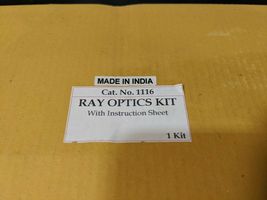 MADE IN INDIA
Cat. No. 1116
RAY OPTICS KIT
With Instruction Sheet
1 Kit